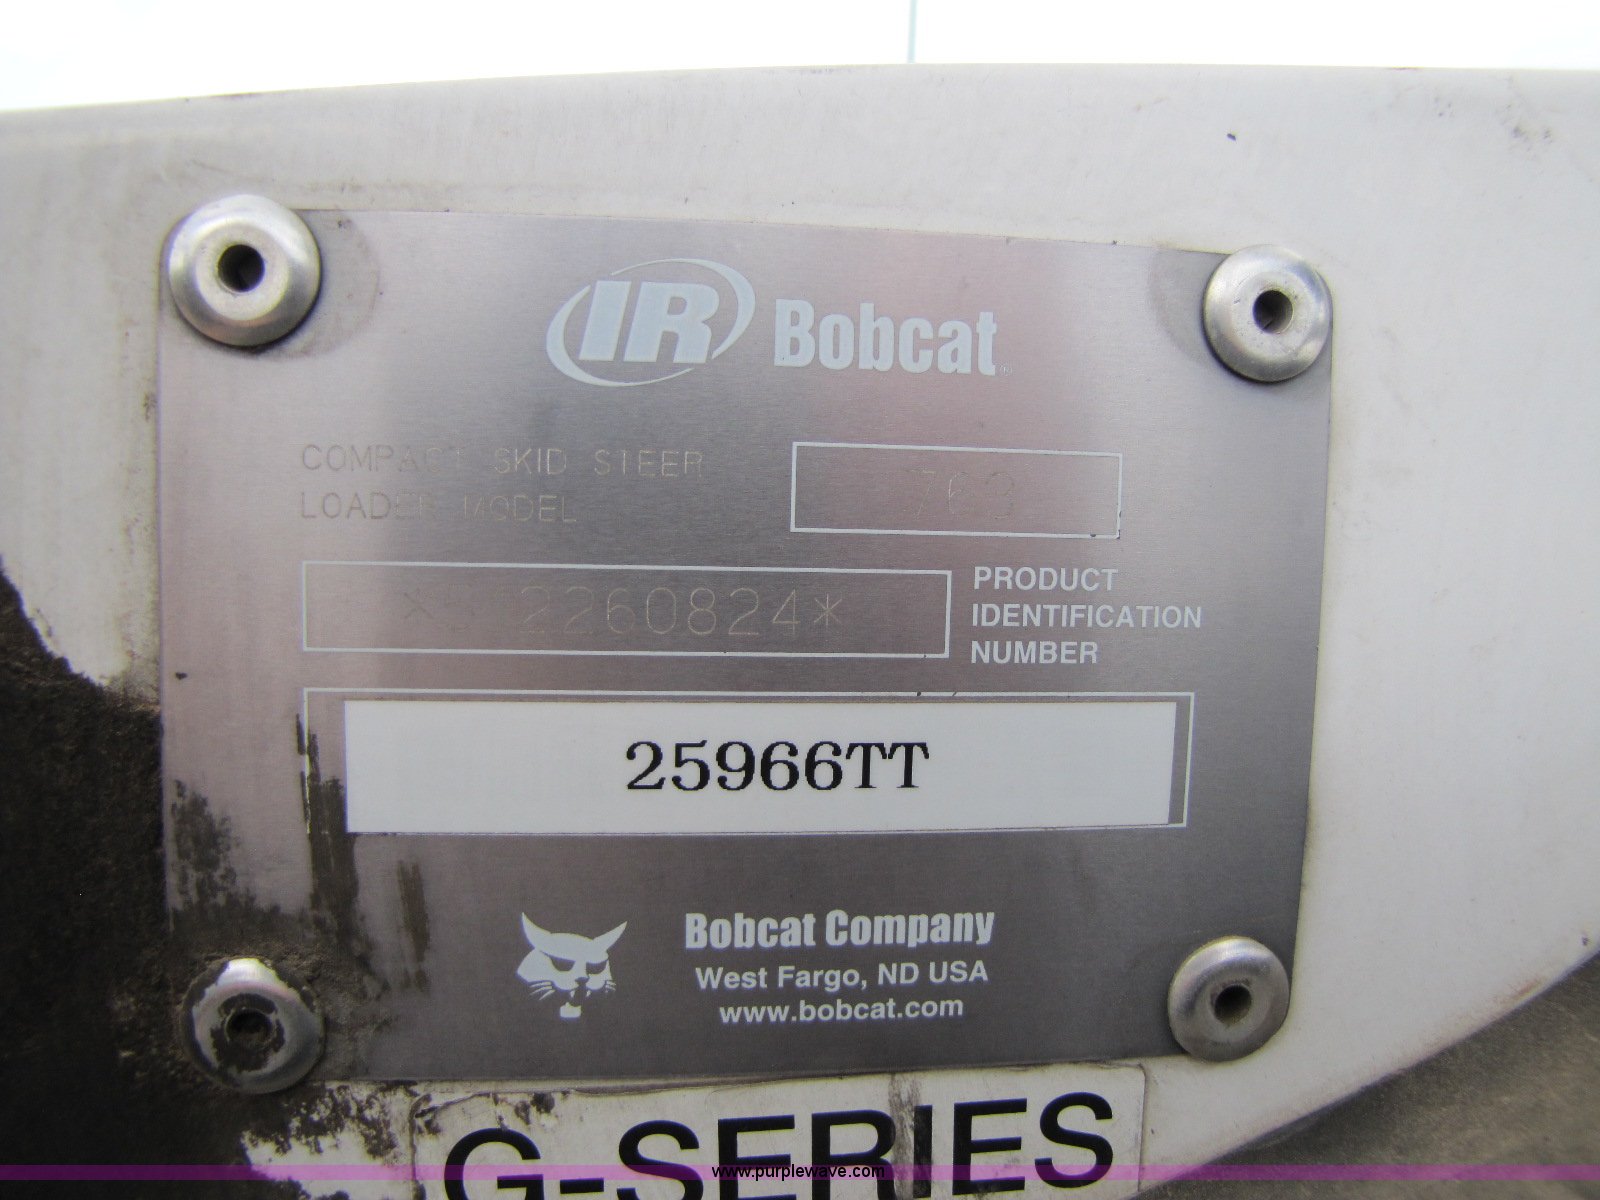 IR Bobcat
COMPACT SKID STEER
LOADER MODEL
763
* 2260824*
PRODUCT
IDENTIFICATION
NUMBER
25966TT
Bobcat Company
West Fargo, ND USA
www.bobcat.com
G-SERIES
www.purplewave.com